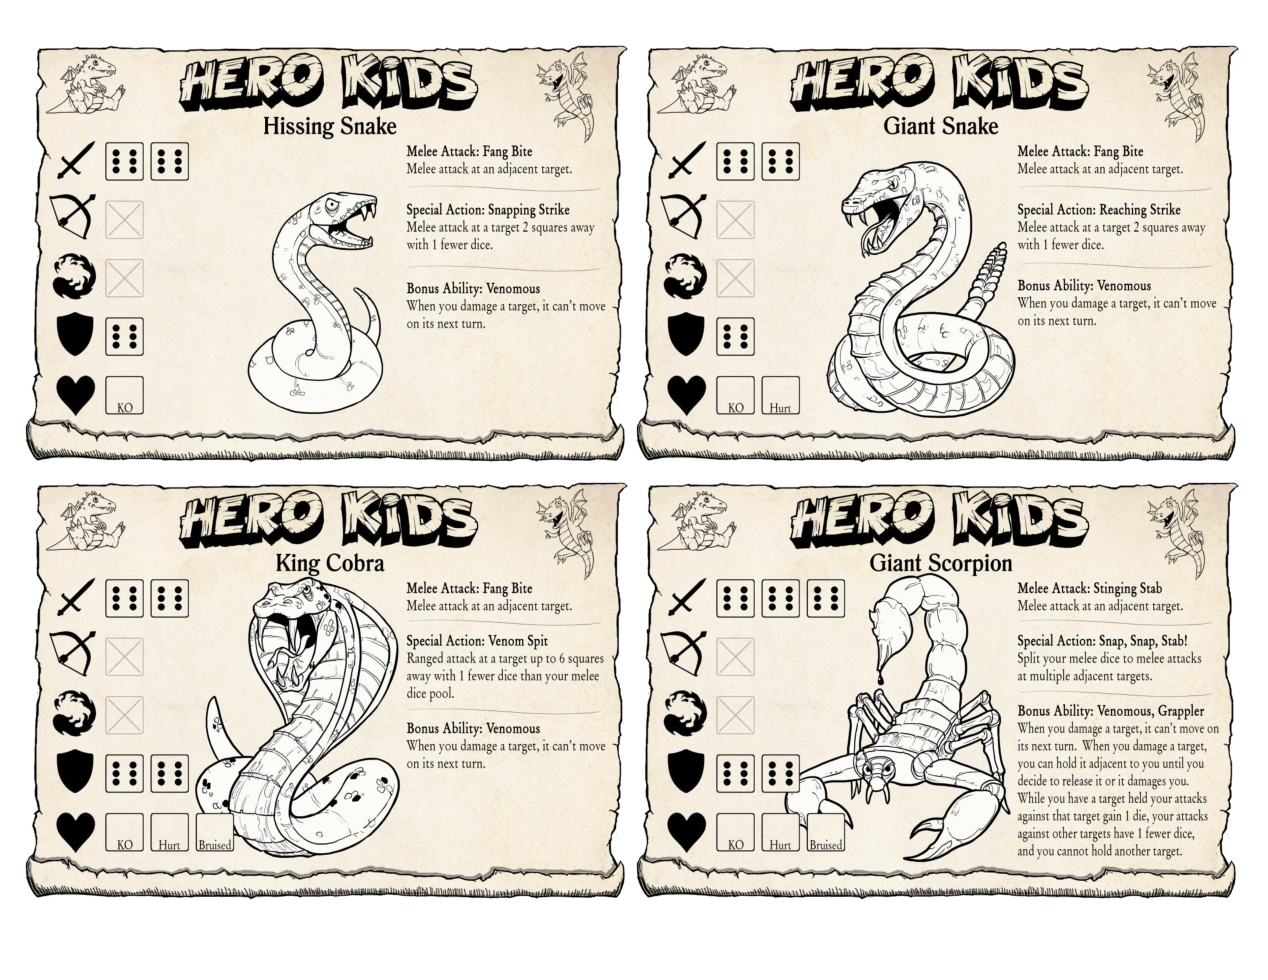 HERO KIDS
Hissing Snake
Melee Attack: Fang Bite
Melee attack at an adjacent target.
Special Action: Snapping Strike
Melee attack at a target 2 squares away
with 1 fewer dice.
Bonus Ability: Venomous
When you damage a target, it can't move
on its next turn.
KO
HERO KIDS
Giant Snake
Melee Attack: Fang Bite
Melee attack at an adjacent target.
Special Action: Reaching Strike
Melee attack at a target 2 squares away
with 1 fewer dice.
Bonus Ability: Venomous
When you damage a target, it can't move
on its next turn.
KO Hurt
HERO KIDS
King Cobra
Melee Attack: Fang Bite
Melee attack at an adjacent target.
Special Action: Venom Spit
Ranged attack at a target up to 6 squares
away with 1 fewer dice than your melee
dice pool.
Bonus Ability: Venomous
When you damage a target, it can't move
on its next turn.
KO Hurt Bruised
HERO KIDS
Giant Scorpion
Melee Attack: Stinging Stab
Melee attack at an adjacent target.
Special Action: Snap, Snap, Stab!
Split your melee dice to melee attacks
at multiple adjacent targets.
Bonus Ability: Venomous, Grappler
When you damage a target, it can't move on
its next turn. When you damage a target,
you can hold it adjacent to you until you
decide to release it or it damages you.
While you have a target held your attacks
against that target gain 1 die, your attacks
against other targets have 1 fewer dice,
and you cannot hold another target.
KO Hurt Bruised